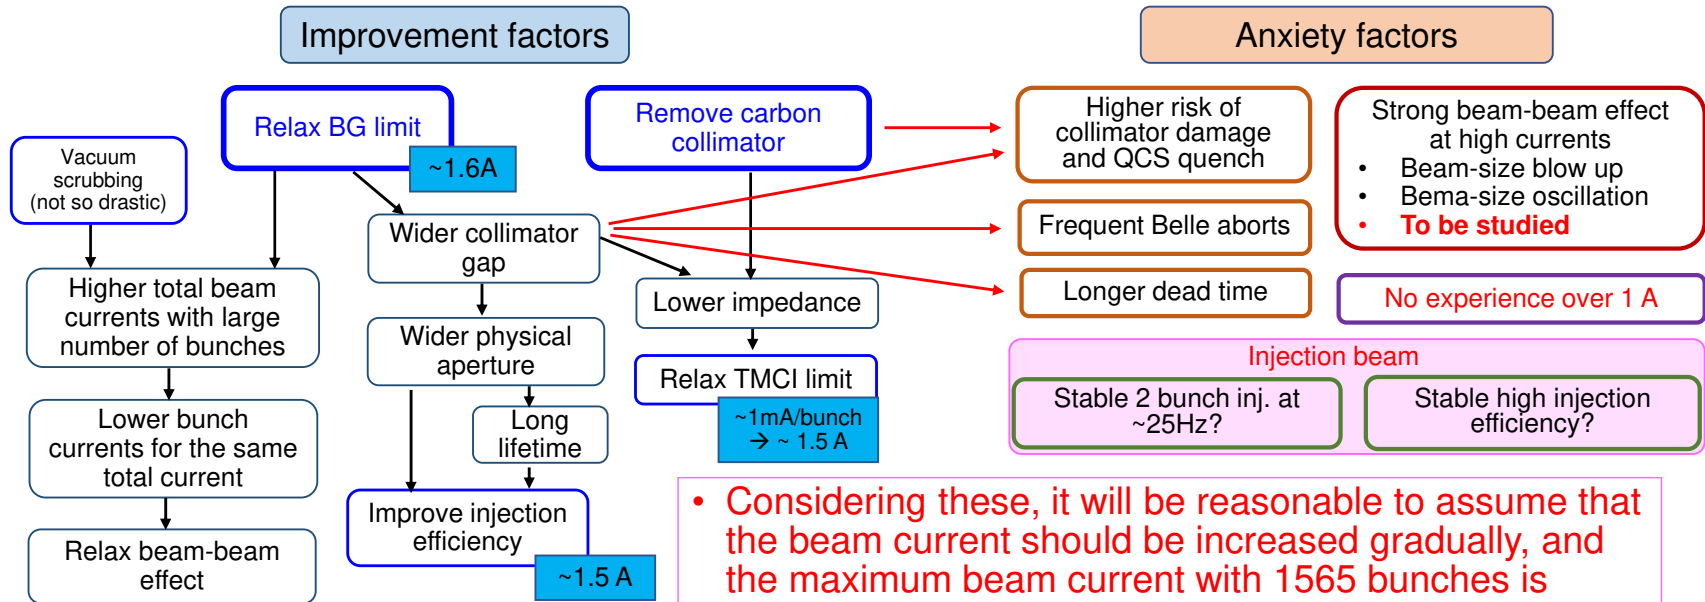 Improvement factors
Anxiety factors
Vacuum
scrubbing
(not so drastic)
Relax BG limit
~1.6A
Remove carbon
collimator
Wider collimator
gap
Higher total beam
currents with large
number of bunches
Lower impedance
Wider physical
aperture
Relax TMCI limit
~1mA/bunch
→ ~ 1.5 A
Lower bunch
currents for the same
total current
Long
lifetime
Improve injection
efficiency
~1.5 A
Relax beam-beam
effect
Higher risk of
collimator damage
and QCS quench
Frequent Belle aborts
Longer dead time
Strong beam-beam effect
at high currents
• Beam-size blow up
• Bema-size oscillation
• To be studied
No experience over 1 A
Injection beam
Stable 2 bunch inj. at
~25Hz?
Stable high injection
efficiency?
• Considering these, it will be reasonable to assume that
the beam current should be increased gradually, and
the maximum beam current with 1565 bunches is